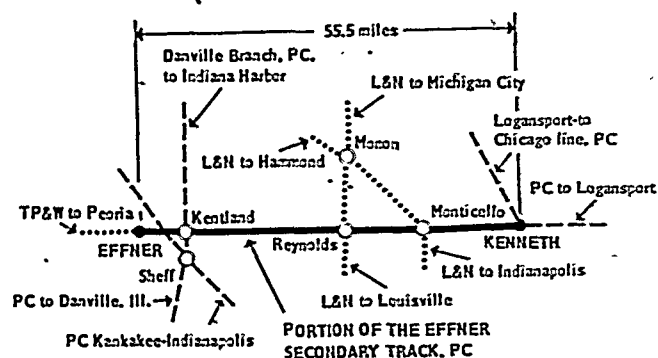 55.5 miles
Danville Branch, PC,
to Indiana Harbor
L&N to Michigan City
Logansport-to
Chicago line, PC
L&N to Hammond
Monon
PC to Logansport
TP&W to Peoria
Kentland
Monticello
EFFNER
Reynolds
KENNETH
Sheff
L&N to Indianapolis
PC to Danville, Ill.
L&N to Louisville
PC Kankakee-Indianapolis
PORTION OF THE EFFNER
SECONDARY TRACK, PC